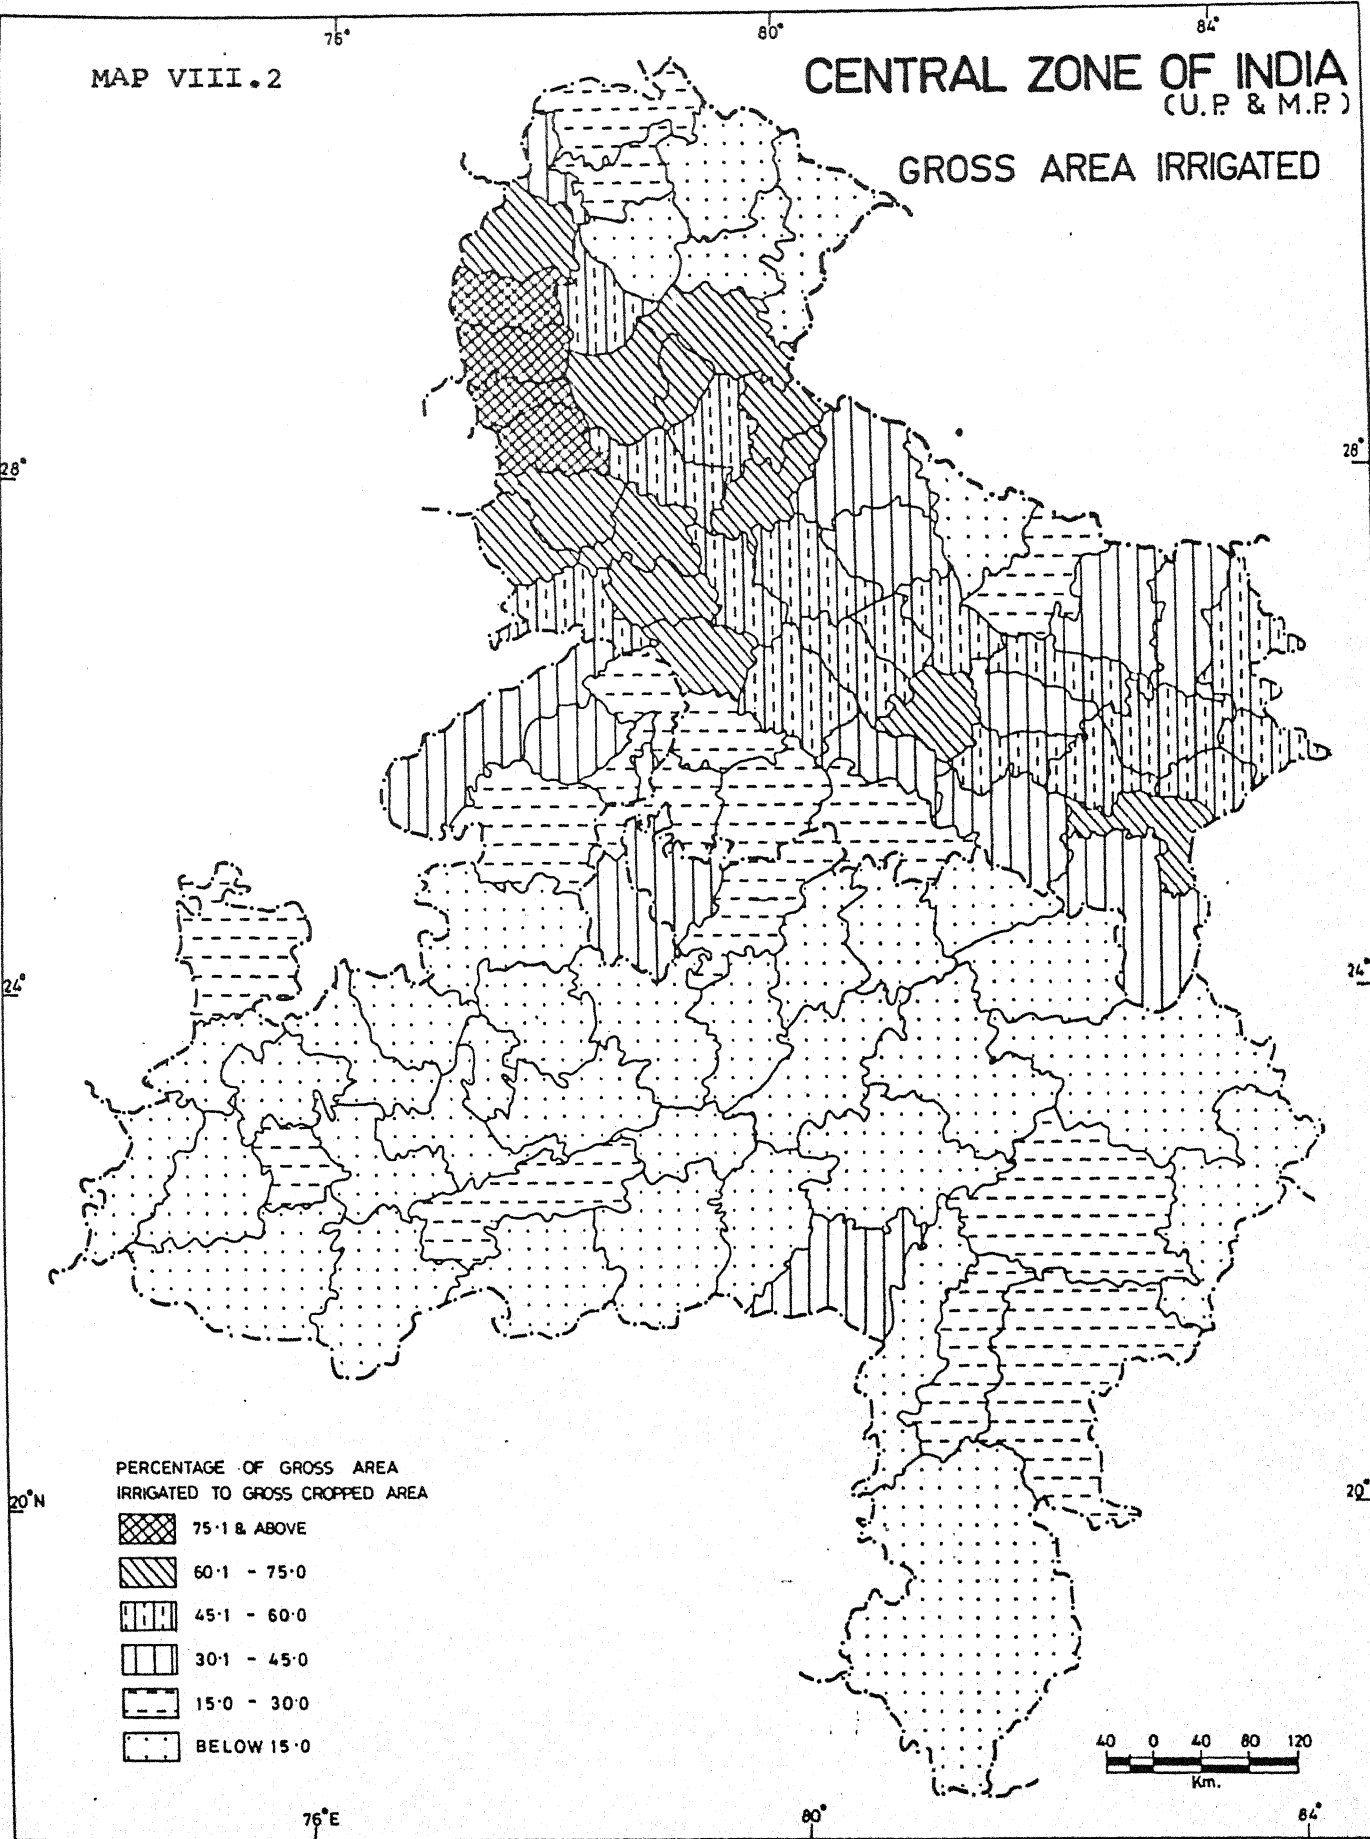 76° 80° 84°
MAP VIII.2
CENTRAL ZONE OF INDIA
(U.P. & M.P.)
GROSS AREA IRRIGATED
28° 28°
24° 24°
20°N 20°
PERCENTAGE OF GROSS AREA
IRRIGATED TO GROSS CROPPED AREA
75·1 & ABOVE
60·1 - 75·0
45·1 - 60·0
30·1 - 45·0
15·0 - 30·0
BELOW 15·0
40 0 40 80 120
Km.
76°E 80° 84°